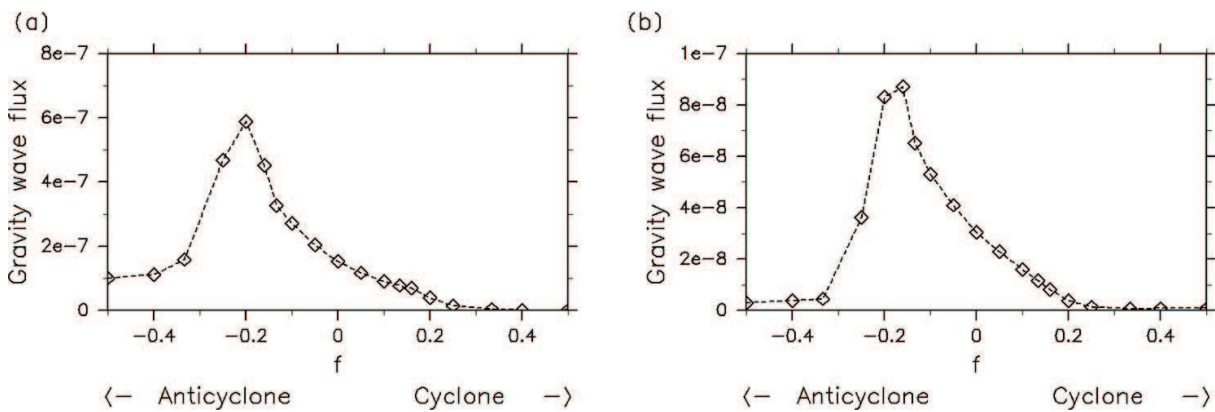 (a)
8e-7
6e-7
4e-7
2e-7
0
Gravity wave flux
-0.4 -0.2 0 0.2 0.4
f
<- Anticyclone Cyclone ->
(b)
1e-7
8e-8
6e-8
4e-8
2e-8
0
Gravity wave flux
-0.4 -0.2 0 0.2 0.4
f
<- Anticyclone Cyclone ->